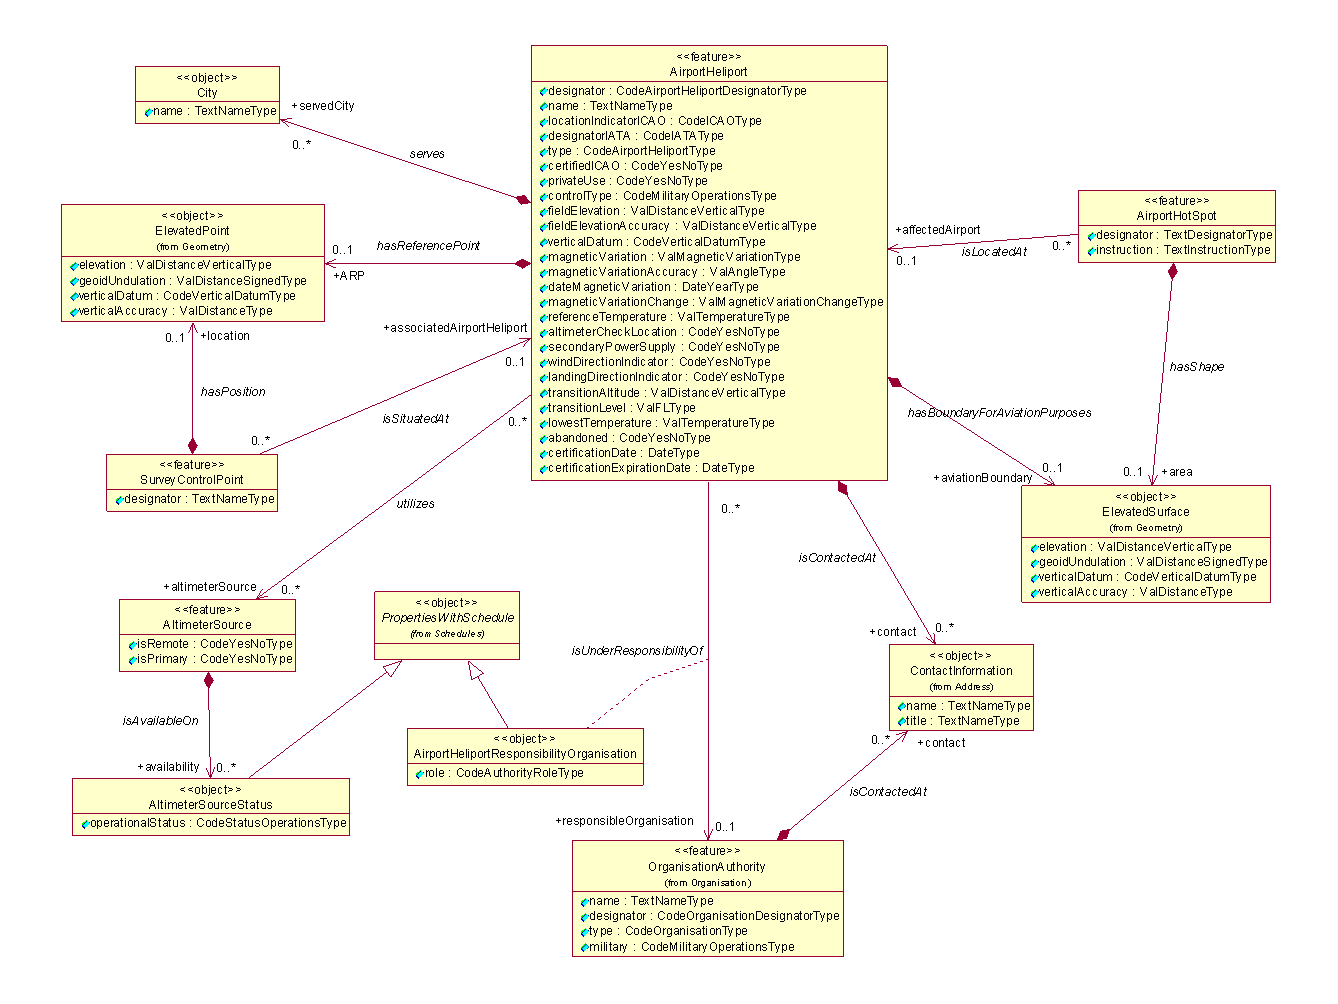 <<feature>>
AirportHeliport
designator : CodeAirportHeliportDesignatorType
name : TextNameType
locationIndicatorICAO : CodeICAOType
designatorIATA : CodeIATAType
type : CodeAirportHeliportType
certifiedICAO : CodeYesNoType
privateUse : CodeYesNoType
controlType : CodeMilitaryOperationsType
fieldElevation : ValDistanceVerticalType
fieldElevationAccuracy : ValDistanceVerticalType
verticalDatum : CodeVerticalDatumType
magneticVariation : ValMagneticVariationType
magneticVariationAccuracy : ValAngleType
dateMagneticVariation : DateYearType
magneticVariationChange : ValMagneticVariationChangeType
referenceTemperature : ValTemperatureType
altimeterCheckLocation : CodeYesNoType
secondaryPowerSupply : CodeYesNoType
windDirectionIndicator : CodeYesNoType
landingDirectionIndicator : CodeYesNoType
transitionAltitude : ValDistanceVerticalType
transitionLevel : ValFLType
lowestTemperature : ValTemperatureType
abandoned : CodeYesNoType
certificationDate : DateType
certificationExpirationDate : DateType
<<object>>
City
name : TextNameType
+servedCity
0..*
serves
<<object>>
ElevatedPoint
(from Geometry)
elevation : ValDistanceVerticalType
geoidUndulation : ValDistanceSignedType
verticalDatum : CodeVerticalDatumType
verticalAccuracy : ValDistanceType
hasReferencePoint
0..1
+ARP
0..1
+location
hasPosition
+associatedAirportHeliport
0..1
isSituatedAt
0..*
<<feature>>
SurveyControlPoint
designator : TextNameType
<<feature>>
AirportHotSpot
designator : TextDesignatorType
instruction : TextInstructionType
+affectedAirport
0..1
isLocatedAt
0..*
hasShape
hasBoundaryForAviationPurposes
0..1
+aviationBoundary
0..1
+area
<<object>>
ElevatedSurface
(from Geometry)
elevation : ValDistanceVerticalType
geoidUndulation : ValDistanceSignedType
verticalDatum : CodeVerticalDatumType
verticalAccuracy : ValDistanceType
0..*
utilizes
+altimeterSource
0..*
<<feature>>
AltimeterSource
isRemote : CodeYesNoType
isPrimary : CodeYesNoType
isAvailableOn
+availability
0..*
<<object>>
AltimeterSourceStatus
operationalStatus : CodeStatusOperationsType
<<object>>
PropertiesWithSchedule
(from Schedules)
<<object>>
AirportHeliportResponsibilityOrganisation
role : CodeAuthorityRoleType
0..*
isUnderResponsibilityOf
+responsibleOrganisation
0..1
isContactedAt
+contact
0..*
<<object>>
ContactInformation
(from Address)
name : TextNameType
title : TextNameType
0..*
+contact
isContactedAt
<<feature>>
OrganisationAuthority
(from Organisation)
name : TextNameType
designator : CodeOrganisationDesignatorType
type : CodeOrganisationType
military : CodeMilitaryOperationsType